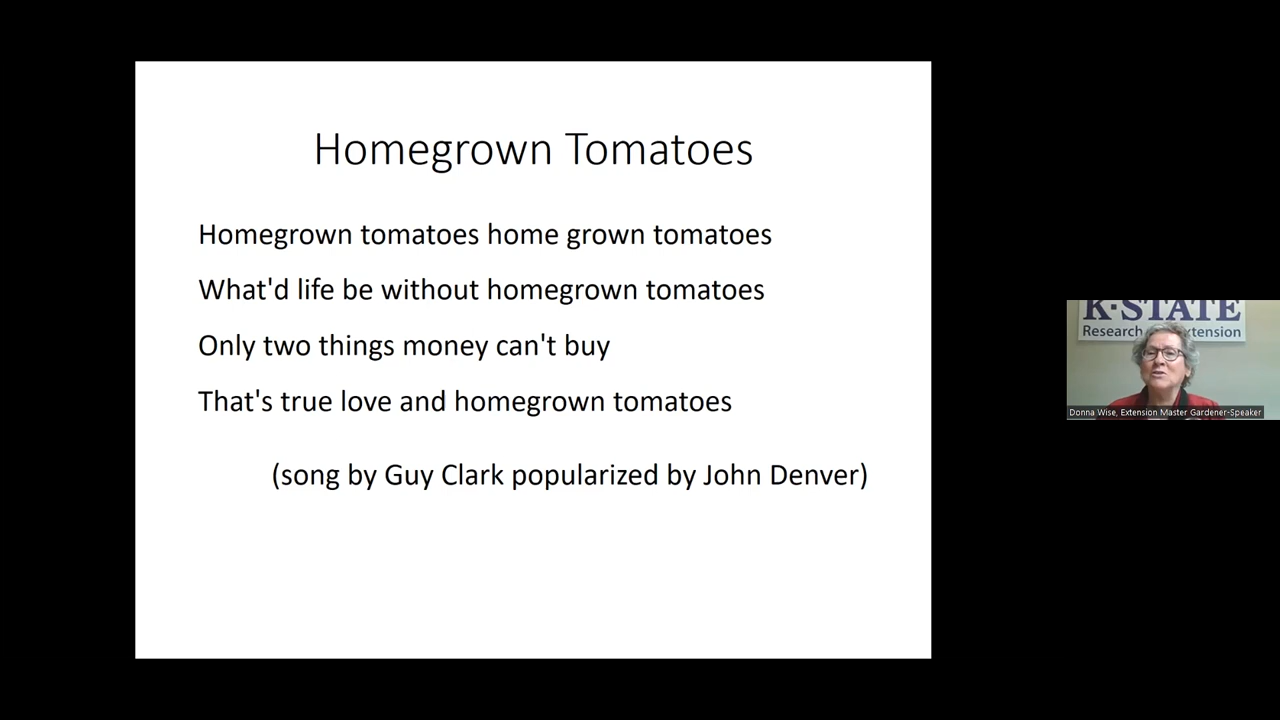 Homegrown Tomatoes
Homegrown tomatoes home grown tomatoes
What'd life be without homegrown tomatoes
Only two things money can't buy
That's true love and homegrown tomatoes
(song by Guy Clark popularized by John Denver)
K-STATE
Research xtension
Donna Wise, Extension Master Gardener-Speaker